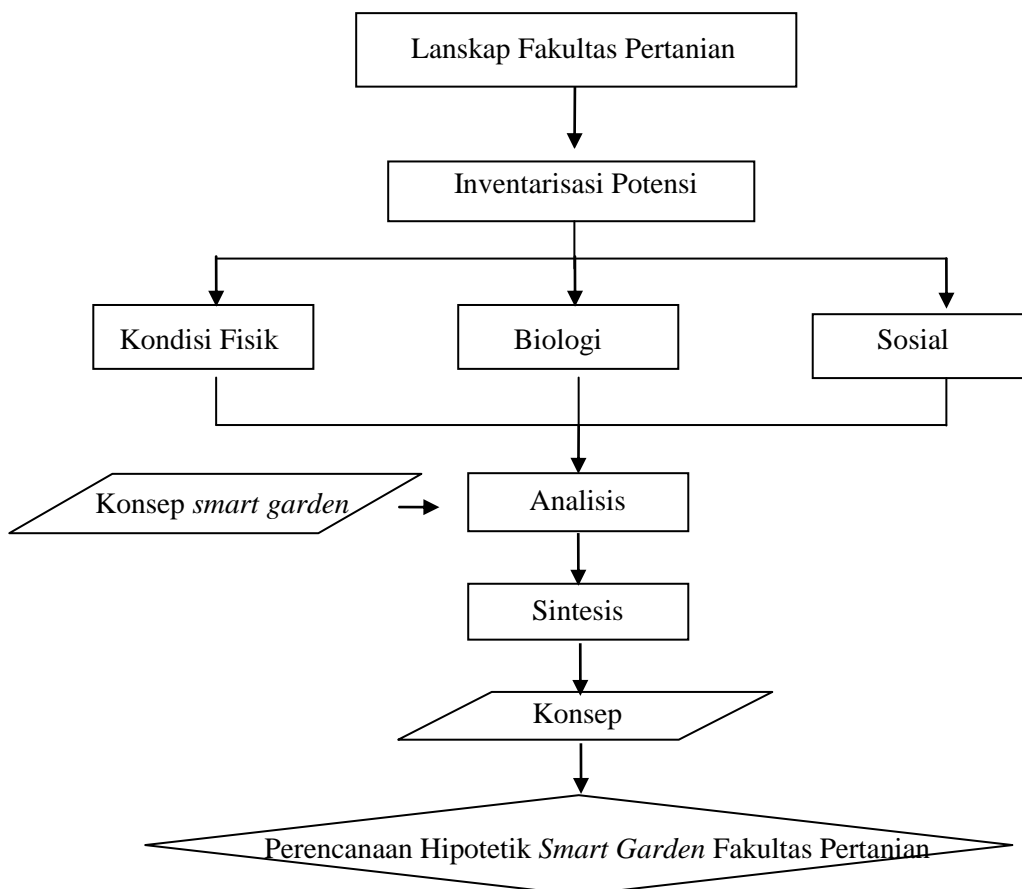 Lanskap Fakultas Pertanian
Inventarisasi Potensi
Kondisi Fisik
Biologi
Sosial
Konsep smart garden
Analisis
Sintesis
Konsep
Perencanaan Hipotetik Smart Garden Fakultas Pertanian